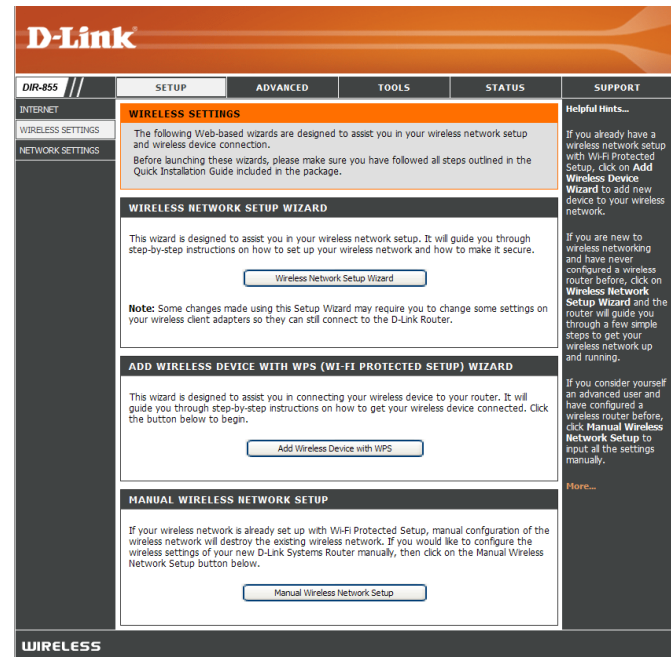 D-Link
DIR-855
SETUP
ADVANCED
TOOLS
STATUS
SUPPORT
INTERNET
WIRELESS SETTINGS
NETWORK SETTINGS
WIRELESS SETTINGS
The following Web-based wizards are designed to assist you in your wireless network setup
and wireless device connection.
Before launching these wizards, please make sure you have followed all steps outlined in the
Quick Installation Guide included in the package.
WIRELESS NETWORK SETUP WIZARD
This wizard is designed to assist you in your wireless network setup. It will guide you through
step-by-step instructions on how to set up your wireless network and how to make it secure.
Wireless Network Setup Wizard
Note: Some changes made using this Setup Wizard may require you to change some settings on
your wireless client adapters so they can still connect to the D-Link Router.
ADD WIRELESS DEVICE WITH WPS (WI-FI PROTECTED SETUP) WIZARD
This wizard is designed to assist you in connecting your wireless device to your router. It will
guide you through step-by-step instructions on how to get your wireless device connected. Click
the button below to begin.
Add Wireless Device with WPS
MANUAL WIRELESS NETWORK SETUP
If your wireless network is already set up with Wi-Fi Protected Setup, manual confguration of the
wireless network will destroy the existing wireless network. If you would like to configure the
wireless settings of your new D-Link Systems Router manually, then click on the Manual Wireless
Network Setup button below.
Manual Wireless Network Setup
Helpful Hints...
If you already have a
wireless network setup
with Wi-Fi Protected
Setup, click on Add
Wireless Device
Wizard to add new
device to your wireless
network.
If you are new to
wireless networking
and have never
configured a wireless
router before, click on
Wireless Network
Setup Wizard and the
router will guide you
through a few simple
steps to get your
wireless network up
and running.
If you consider yourself
an advanced user and
have configured a
wireless router before,
click Manual Wireless
Network Setup to
input all the settings
manually.
More...
WIRELESS